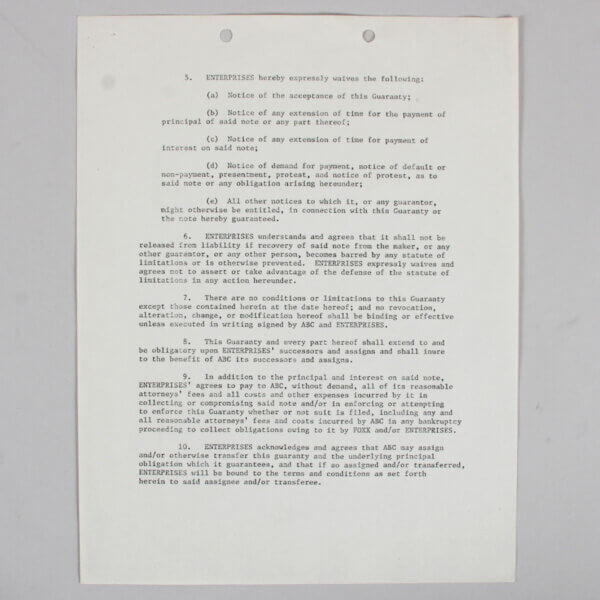 5. ENTERPRISES hereby expressly waives the following:
(a) Notice of the acceptance of this Guaranty;
(b) Notice of any extension of time for the payment of
principal of said note or any part thereof;
(c) Notice of any extension of time for payment of
interest on said note;
(d) Notice of demand for payment, notice of default or
non-payment, presentment, protest, and notice of protest, as to
said note or any obligation arising hereunder;
(e) All other notices to which it, or any guarantor,
might otherwise be entitled, in connection with this Guaranty or
the note hereby guaranteed.
6. ENTERPRISES understands and agrees that it shall not be
released from liability if recovery of said note from the maker, or any
other guarantor, or any other person, becomes barred by any statute of
limitations or is otherwise prevented. ENTERPRISES expressly waives and
agrees not to assert or take advantage of the defense of the statute of
limitations in any action hereunder.
7. There are no conditions or limitations to this Guaranty
except those contained herein at the date hereof; and no revocation,
alteration, change, or modification hereof shall be binding or effective
unless executed in writing signed by ABC and ENTERPRISES.
8. This Guaranty and every part hereof shall extend to and
be obligatory upon ENTERPRISES' successors and assigns and shall inure
to the benefit of ABC its successors and assigns.
9. In addition to the principal and interest on said note,
ENTERPRISES' agrees to pay to ABC, without demand, all of its reasonable
attorneys' fees and all costs and other expenses incurred by it in
collecting or compromising said note and/or in enforcing or attempting
to enforce this Guaranty whether or not suit is filed, including any and
all reasonable attorneys' fees and costs incurred by ABC in any bankruptcy
proceeding to collect obligations owing to it by FOXX and/or ENTERPRISES.
10. ENTERPRISES acknowledges and agrees that ABC may assign
and/or otherwise transfer this guaranty and the underlying principal
obligation which it guarantees, and that if so assigned and/or transferred,
ENTERPRISES will be bound to the terms and conditions as set forth
herein to said assignee and/or transferee.